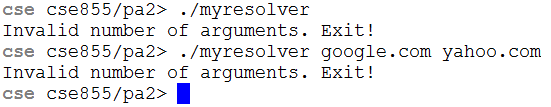 cse cse855/pa2> ./myresolver
Invalid number of arguments. Exit!
cse cse855/pa2> ./myresolver google.com yahoo.com
Invalid number of arguments. Exit!
cse cse855/pa2>